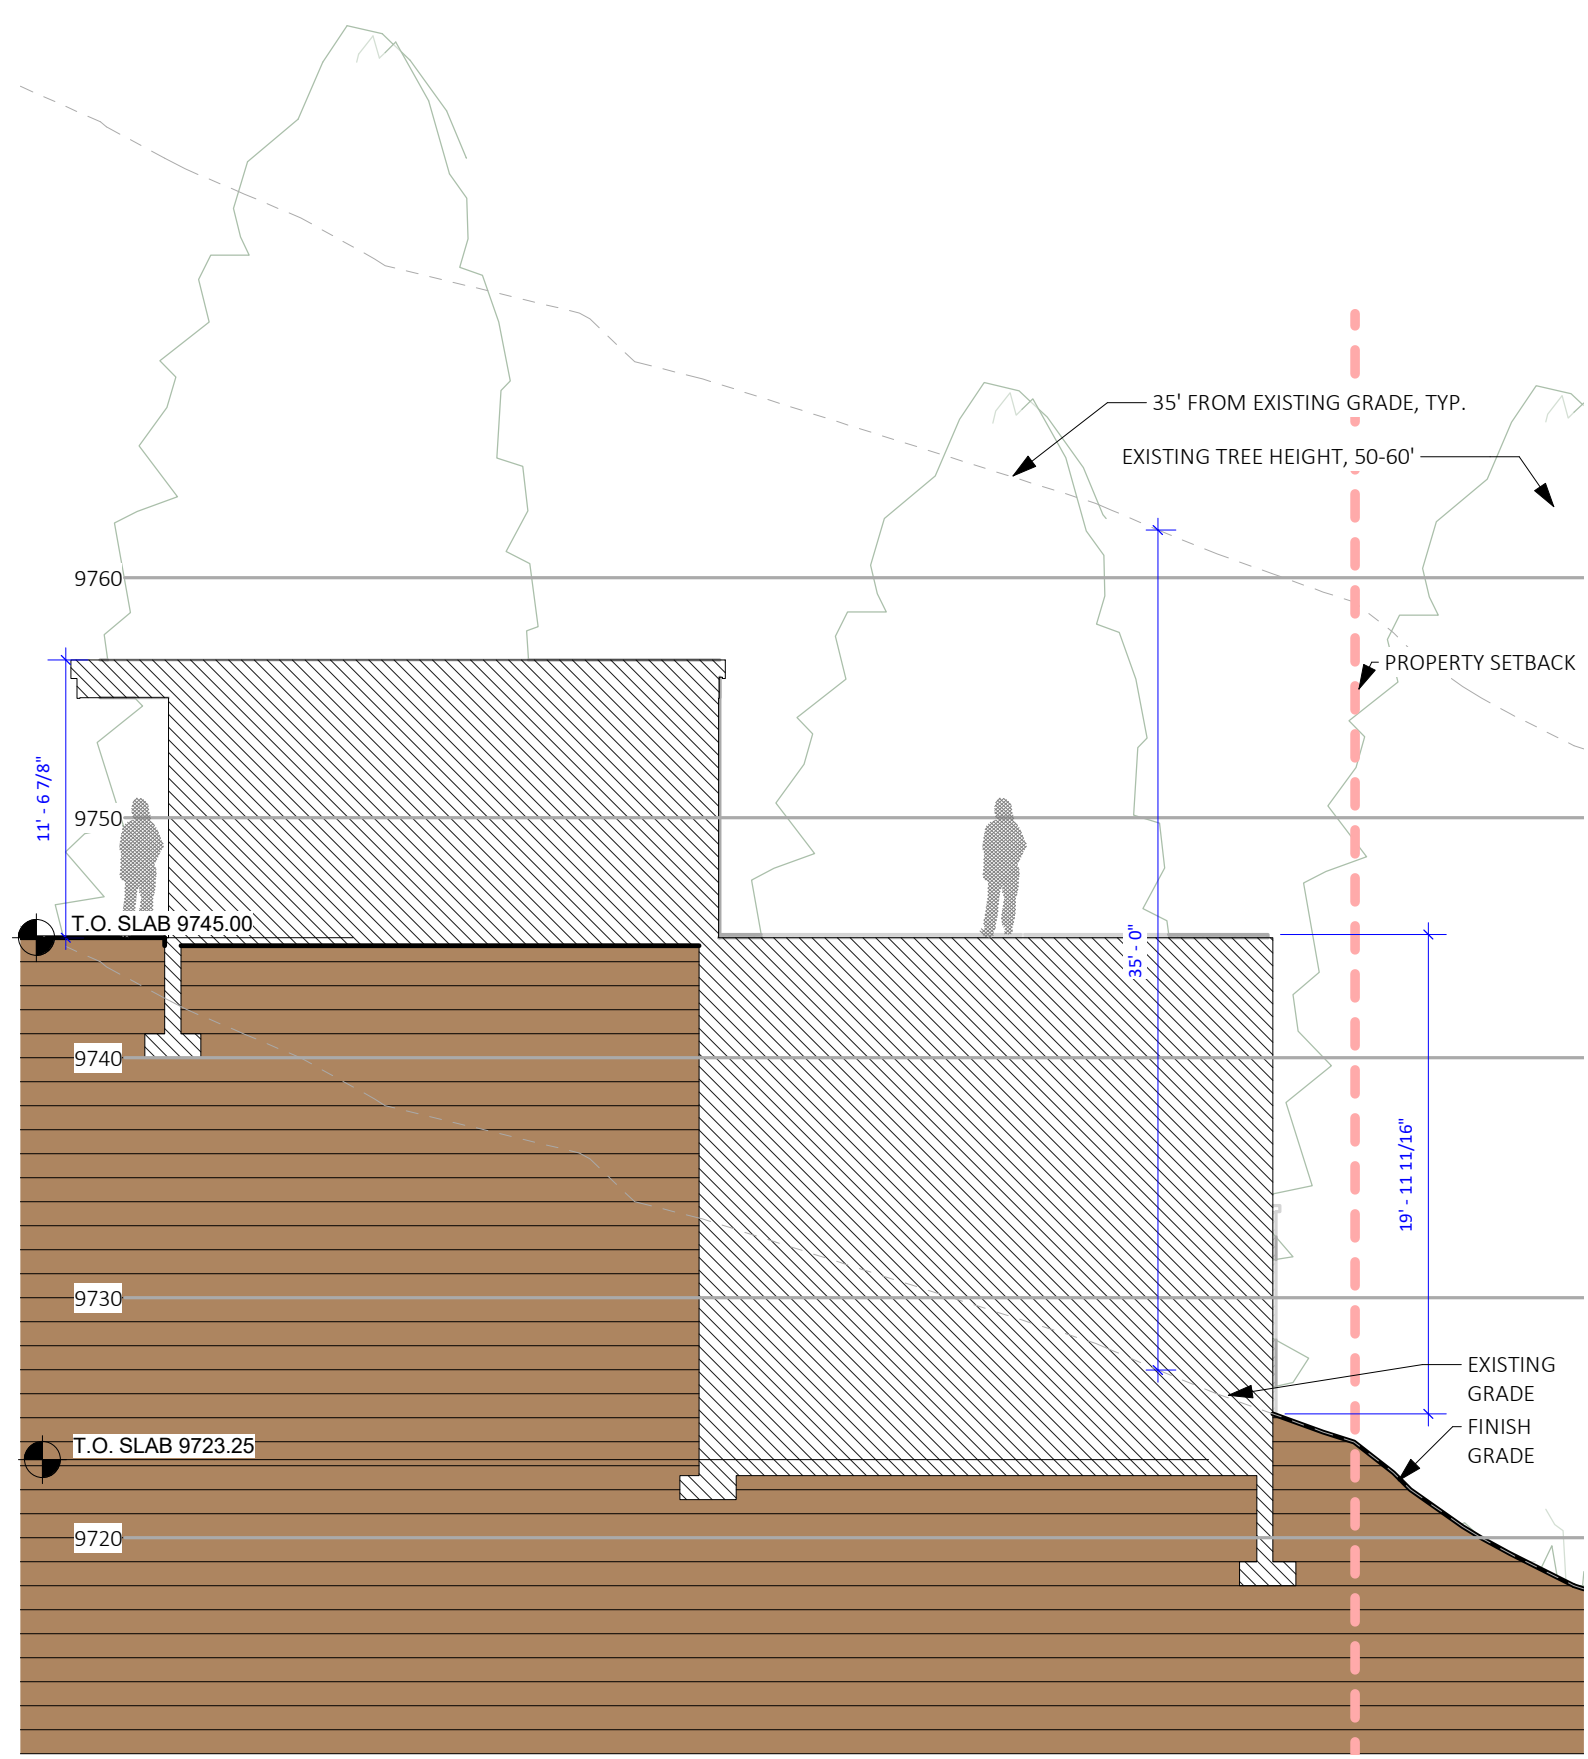 35' FROM EXISTING GRADE, TYP.
EXISTING TREE HEIGHT, 50-60'
9760
PROPERTY SETBACK
11' - 6 7/8"
9750
T.O. SLAB 9745.00
35' - 0"
9740
19' - 11 11/16"
9730
EXISTING
GRADE
FINISH
GRADE
T.O. SLAB 9723.25
9720